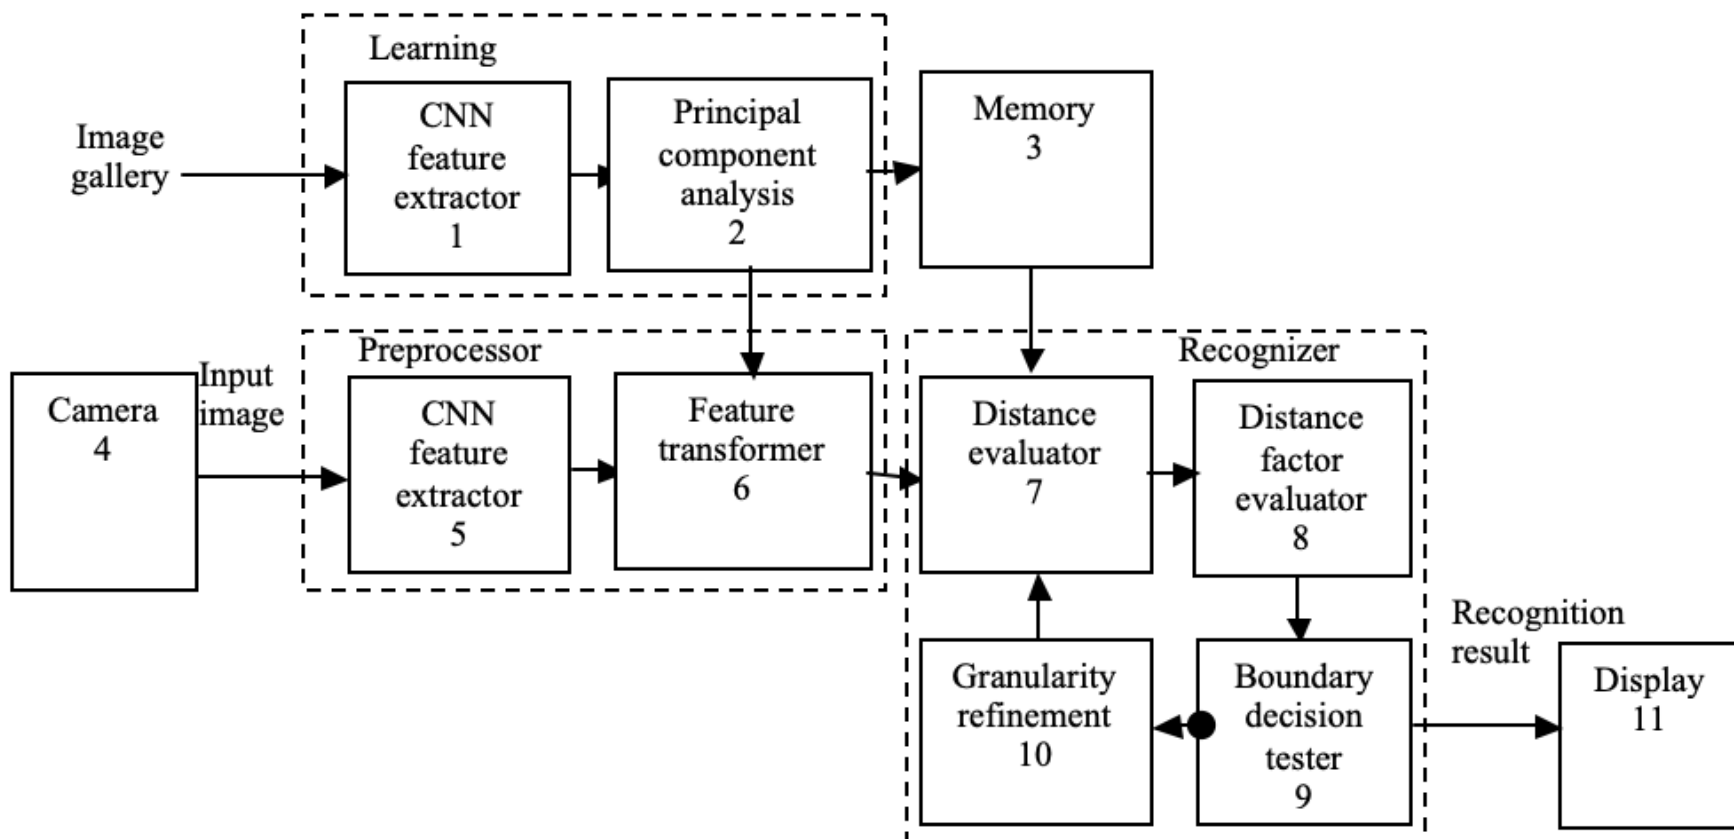 Learning
Image
gallery
CNN
feature
extractor
1
Principal
component
analysis
2
Memory
3
Preprocessor
Recognizer
Camera
4
Input
image
CNN
feature
extractor
5
Feature
transformer
6
Distance
evaluator
7
Distance
factor
evaluator
8
Granularity
refinement
10
Boundary
decision
tester
9
Recognition
result
Display
11